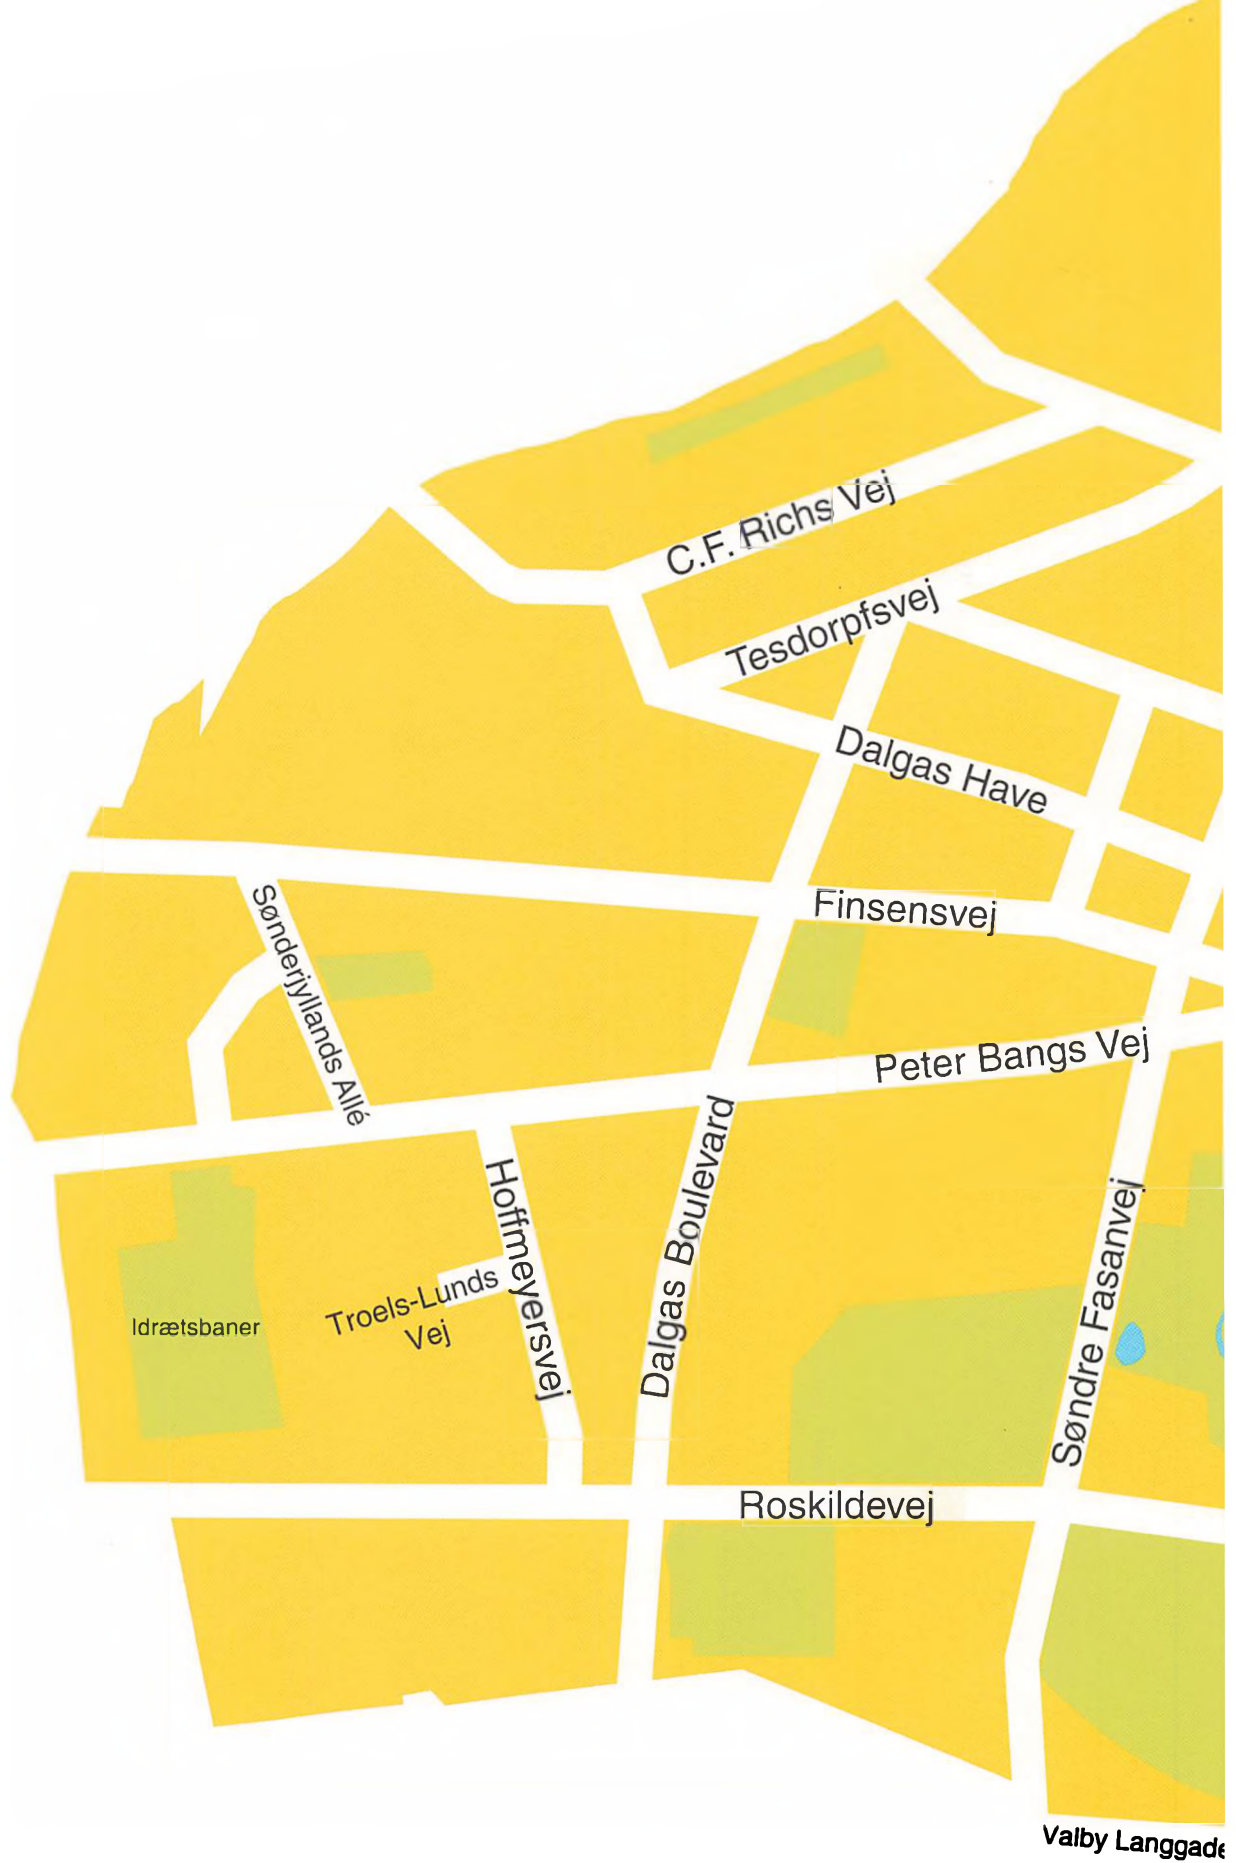 C.F. Richs Vej
Tesdorpfsvej
Dalgas Have
Finsensvej
Sønderjyllands Allé
Peter Bangs Vej
Hoffmeyersvej
Dalgas Boulevard
Søndre Fasanvej
Troels-Lunds
Vej
Idrætsbaner
Roskildevej
Valby Langgade